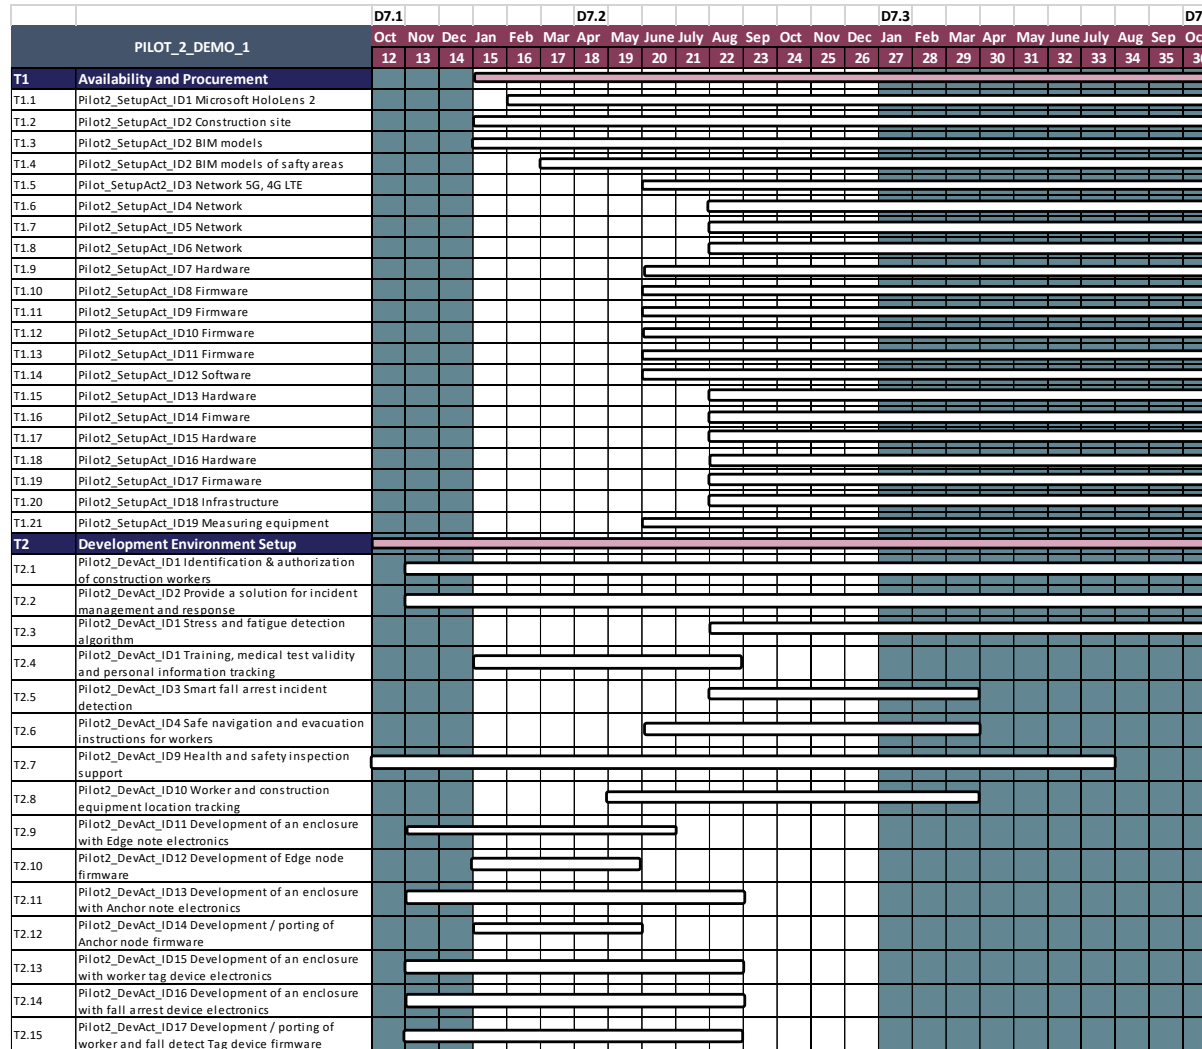 D7.1 D7.2 D7.3 D7
PILOT_2_DEMO_1
Oct Nov Dec Jan Feb Mar Apr May June July Aug Sep Oct Nov Dec Jan Feb Mar Apr May June July Aug Sep Oc
12 13 14 15 16 17 18 19 20 21 22 23 24 25 26 27 28 29 30 31 32 33 34 35 36
T1 Availability and Procurement
T1.1 Pilot2_SetupAct_ID1 Microsoft HoloLens 2
T1.2 Pilot2_SetupAct_ID2 Construction site
T1.3 Pilot2_SetupAct_ID2 BIM models
T1.4 Pilot2_SetupAct_ID2 BIM models of safty areas
T1.5 Pilot_SetupAct2_ID3 Network 5G, 4G LTE
T1.6 Pilot2_SetupAct_ID4 Network
T1.7 Pilot2_SetupAct_ID5 Network
T1.8 Pilot2_SetupAct_ID6 Network
T1.9 Pilot2_SetupAct_ID7 Hardware
T1.10 Pilot2_SetupAct_ID8 Firmware
T1.11 Pilot2_SetupAct_ID9 Firmware
T1.12 Pilot2_SetupAct_ID10 Firmware
T1.13 Pilot2_SetupAct_ID11 Firmware
T1.14 Pilot2_SetupAct_ID12 Software
T1.15 Pilot2_SetupAct_ID13 Hardware
T1.16 Pilot2_SetupAct_ID14 Fimware
T1.17 Pilot2_SetupAct_ID15 Hardware
T1.18 Pilot2_SetupAct_ID16 Hardware
T1.19 Pilot2_SetupAct_ID17 Firmaware
T1.20 Pilot2_SetupAct_ID18 Infrastructure
T1.21 Pilot2_SetupAct_ID19 Measuring equipment
T2 Development Environment Setup
T2.1 Pilot2_DevAct_ID1 Identification & authorization
of construction workers
T2.2 Pilot2_DevAct_ID2 Provide a solution for incident
management and response
T2.3 Pilot2_DevAct_ID1 Stress and fatigue detection
algorithm
T2.4 Pilot2_DevAct_ID1 Training, medical test validity
and personal information tracking
T2.5 Pilot2_DevAct_ID3 Smart fall arrest incident
detection
T2.6 Pilot2_DevAct_ID4 Safe navigation and evacuation
instructions for workers
T2.7 Pilot2_DevAct_ID9 Health and safety inspection
support
T2.8 Pilot2_DevAct_ID10 Worker and construction
equipment location tracking
T2.9 Pilot2_DevAct_ID11 Development of an enclosure
with Edge note electronics
T2.10 Pilot2_DevAct_ID12 Development of Edge node
firmware
T2.11 Pilot2_DevAct_ID13 Development of an enclosure
with Anchor note electronics
T2.12 Pilot2_DevAct_ID14 Development / porting of
Anchor node firmware
T2.13 Pilot2_DevAct_ID15 Development of an enclosure
with worker tag device electronics
T2.14 Pilot2_DevAct_ID16 Development of an enclosure
with fall arrest device electronics
T2.15 Pilot2_DevAct_ID17 Development / porting of
worker and fall detect Tag device firmware